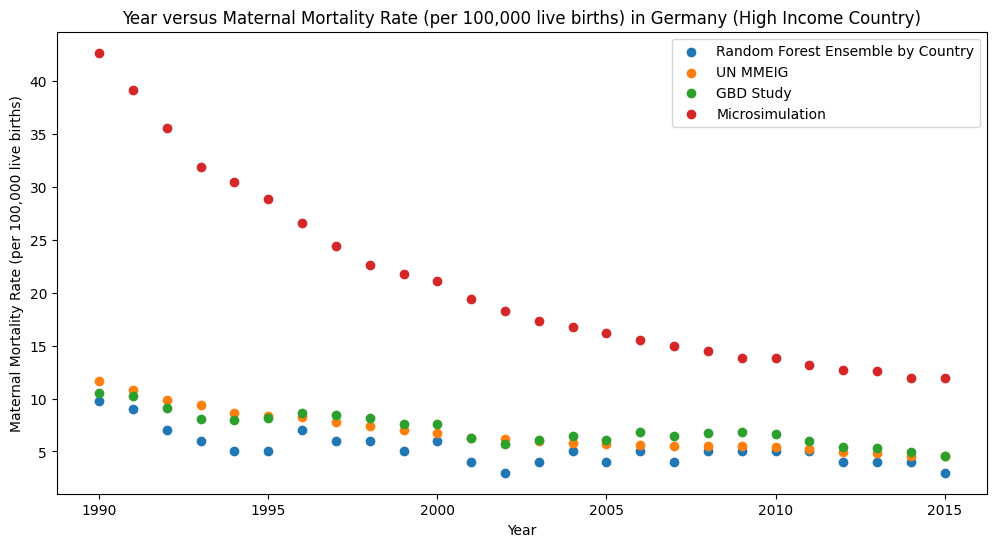 Year versus Maternal Mortality Rate (per 100,000 live births) in Germany (High Income Country)
Maternal Mortality Rate (per 100,000 live births)
40
35
30
25
20
15
10
5
Random Forest Ensemble by Country
UN MMEIG
GBD Study
Microsimulation
1990
1995
2000
2005
2010
2015
Year